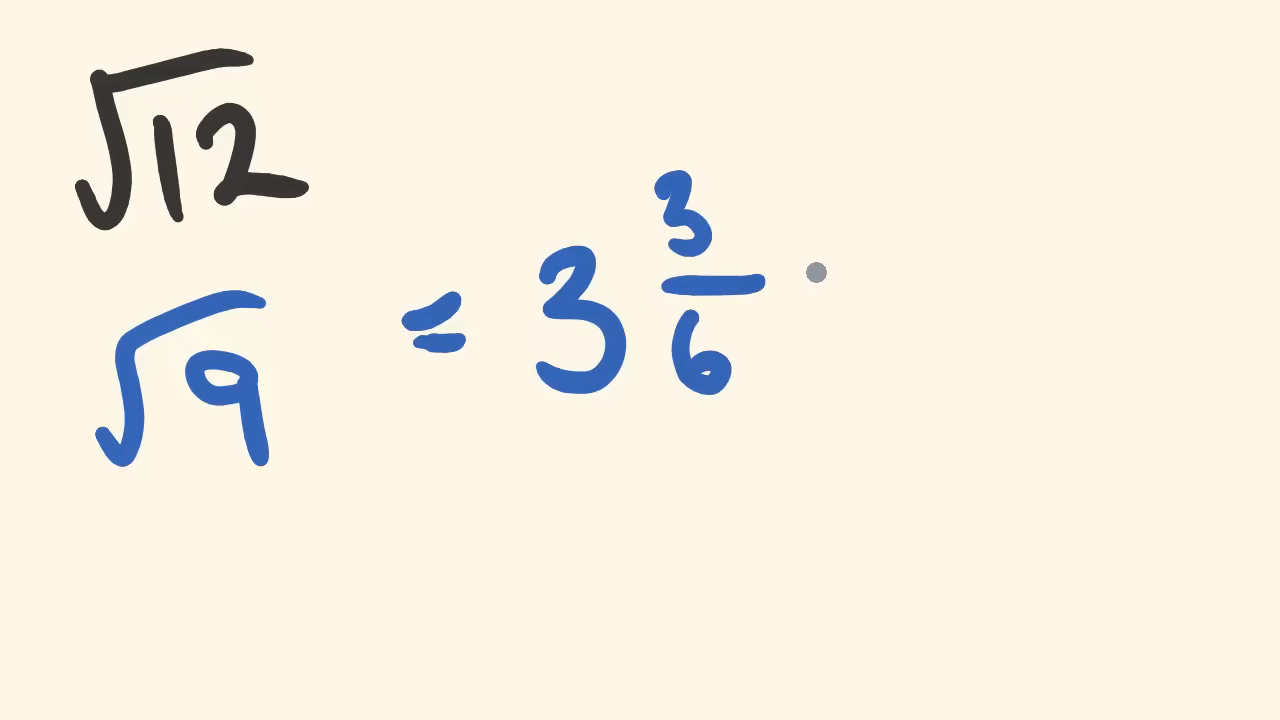 √12
√9 = 3 3/6